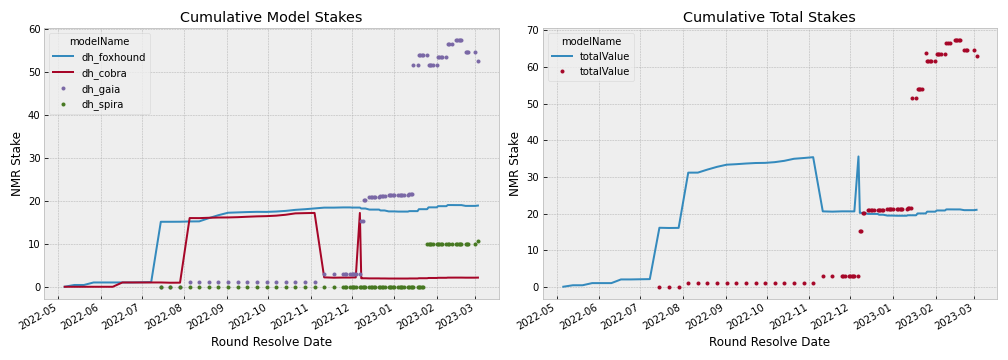 Cumulative Model Stakes
60
50
40
30
20
10
0
NMR Stake
modelName
dh_foxhound
dh_cobra
dh_gaia
dh_spira
2022-05
2022-06
2022-07
2022-08
2022-09
2022-10
2022-11
2022-12
2023-01
2023-02
2023-03
Round Resolve Date
Cumulative Total Stakes
70
60
50
40
30
20
10
0
NMR Stake
modelName
totalValue
totalValue
2022-05
2022-06
2022-07
2022-08
2022-09
2022-10
2022-11
2022-12
2023-01
2023-02
2023-03
Round Resolve Date